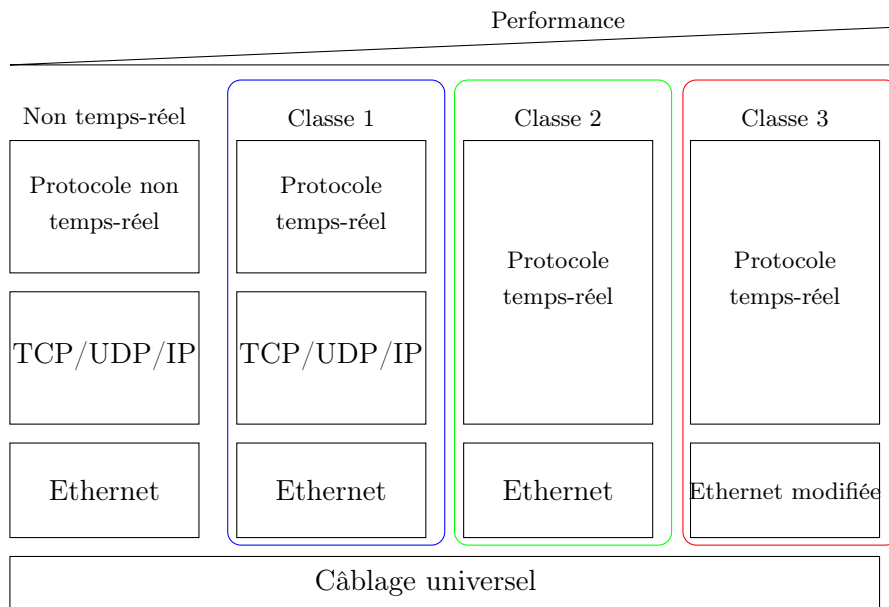 Performance
Non temps-réel
Classe 1
Classe 2
Classe 3
Protocole non
temps-réel
Protocole
temps-réel
Protocole
temps-réel
Protocole
temps-réel
TCP/UDP/IP
TCP/UDP/IP
Ethernet
Ethernet
Ethernet
Ethernet modifiée
Câblage universel